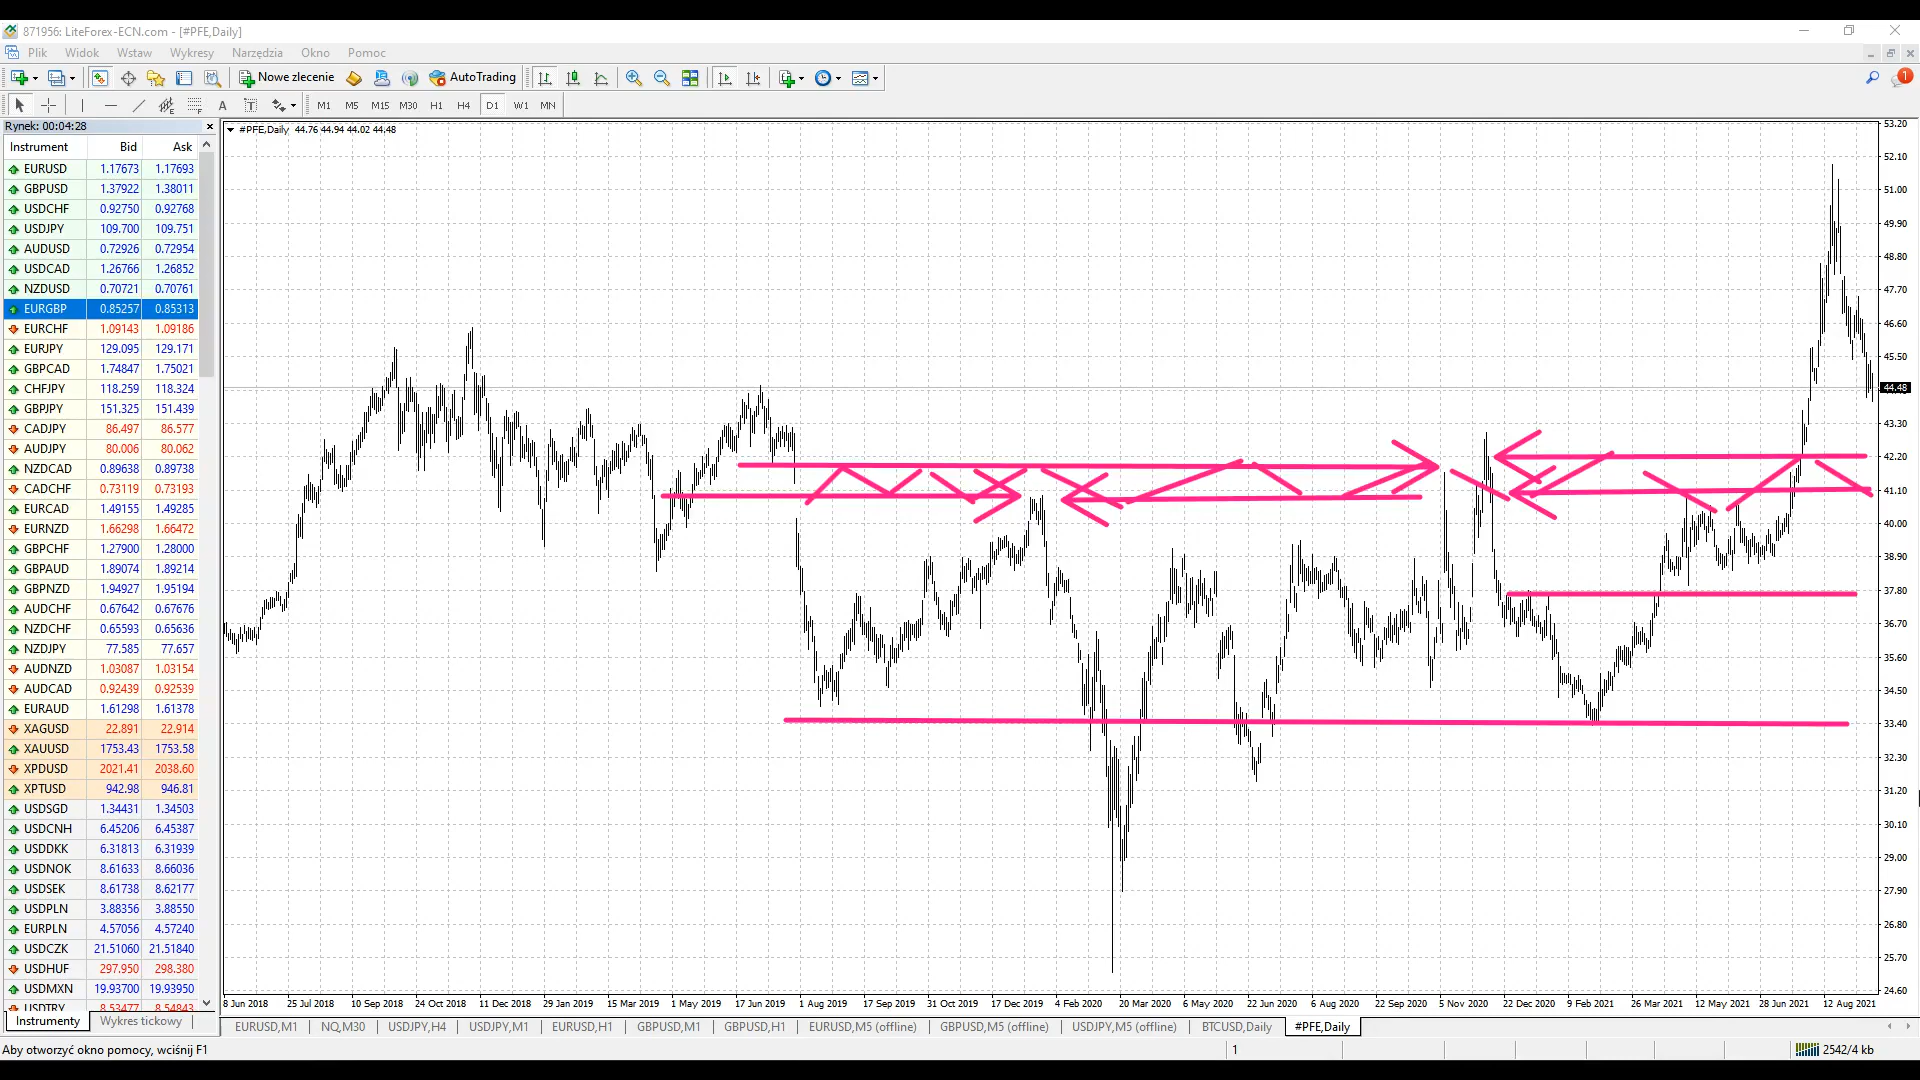 871956: LiteForex-ECN.com - [#PFE,Daily]
Plik Widok Wstaw Wykresy Narzędzia Okno Pomoc
Nowe zlecenie AutoTrading
1
A T M1 M5 M15 M30 H1 H4 D1 W1 MN
Rynek: 00:04:28
Instrument Bid Ask
EURUSD 1.17673 1.17693
GBPUSD 1.37922 1.38011
USDCHF 0.92750 0.92768
USDJPY 109.700 109.751
AUDUSD 0.72926 0.72954
USDCAD 1.26766 1.26852
NZDUSD 0.70721 0.70761
EURGBP 0.85257 0.85313
EURCHF 1.09143 1.09186
EURJPY 129.095 129.171
GBPCAD 1.74847 1.75021
CHFJPY 118.259 118.324
GBPJPY 151.325 151.439
CADJPY 86.497 86.577
AUDJPY 80.006 80.062
NZDCAD 0.89638 0.89738
CADCHF 0.73119 0.73193
EURCAD 1.49155 1.49285
EURNZD 1.66298 1.66472
GBPCHF 1.27900 1.28000
GBPAUD 1.89074 1.89214
GBPNZD 1.94927 1.95194
AUDCHF 0.67642 0.67676
NZDCHF 0.65593 0.65636
NZDJPY 77.585 77.657
AUDNZD 1.03087 1.03154
AUDCAD 0.92439 0.92539
EURAUD 1.61298 1.61378
XAGUSD 22.891 22.914
XAUUSD 1753.43 1753.58
XPDUSD 2021.41 2038.60
XPTUSD 942.98 946.81
USDSGD 1.34431 1.34503
USDCNH 6.45206 6.45387
USDDKK 6.31813 6.31939
USDNOK 8.61633 8.66036
USDSEK 8.61738 8.62177
USDPLN 3.88356 3.88550
EURPLN 4.57056 4.57240
USDCZK 21.51060 21.51840
USDHUF 297.950 298.380
USDMXN 19.93700 19.93950
USDTRY 8.53477 8.54843
Instrumenty Wykres tickowy
#PFE,Daily 44.76 44.94 44.02 44.48
53.20
52.10
51.00
49.90
48.80
47.70
46.60
45.50
44.48
43.30
42.20
41.10
40.00
38.90
37.80
36.70
35.60
34.50
33.40
32.30
31.20
30.10
29.00
27.90
26.80
25.70
24.60
8 Jun 2018 25 Jul 2018 10 Sep 2018 24 Oct 2018 11 Dec 2018 29 Jan 2019 15 Mar 2019 1 May 2019 17 Jun 2019 1 Aug 2019 17 Sep 2019 31 Oct 2019 17 Dec 2019 4 Feb 2020 20 Mar 2020 6 May 2020 22 Jun 2020 6 Aug 2020 22 Sep 2020 5 Nov 2020 22 Dec 2020 9 Feb 2021 26 Mar 2021 12 May 2021 28 Jun 2021 12 Aug 2021
EURUSD,M1 NQ,M30 USDJPY,H4 USDJPY,M1 EURUSD,H1 GBPUSD,M1 GBPUSD,H1 EURUSD,M5 (offline) GBPUSD,M5 (offline) USDJPY,M5 (offline) BTCUSD,Daily #PFE,Daily
Aby otworzyć okno pomocy, wciśnij F1 1 2542/4 kb